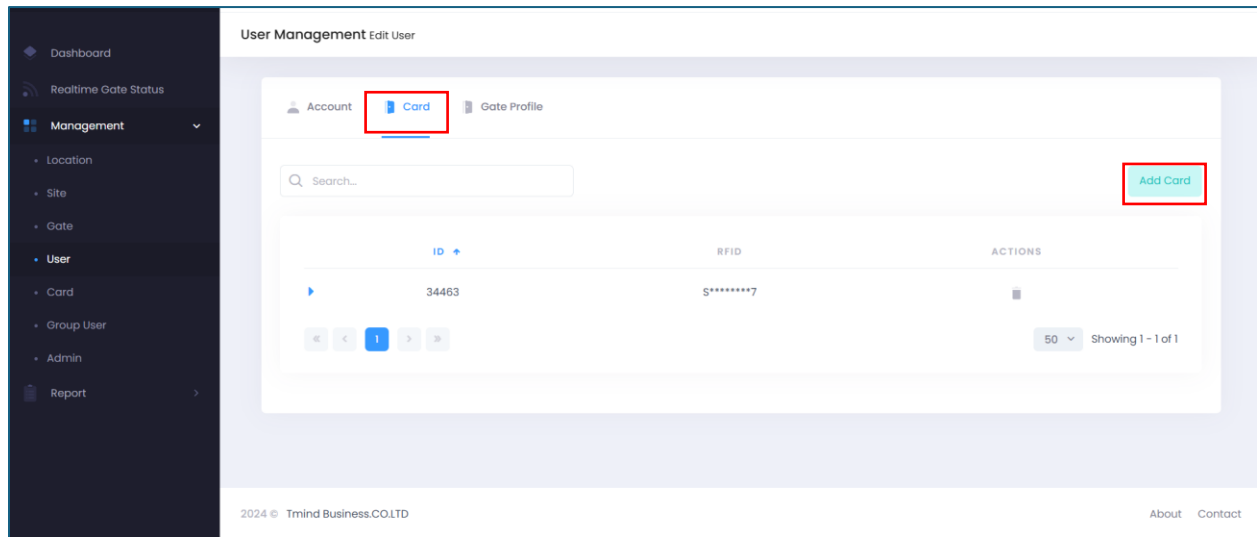 User Management Edit User
Dashboard
Realtime Gate Status
Management
Location
Site
Gate
User
Card
Group User
Admin
Report
Account Card Gate Profile
Search...
Add Card
ID RFID ACTIONS
34463 S********7
« < 1 > »
50 Showing 1 - 1 of 1
2024 © Tmind Business.CO.LTD
About Contact